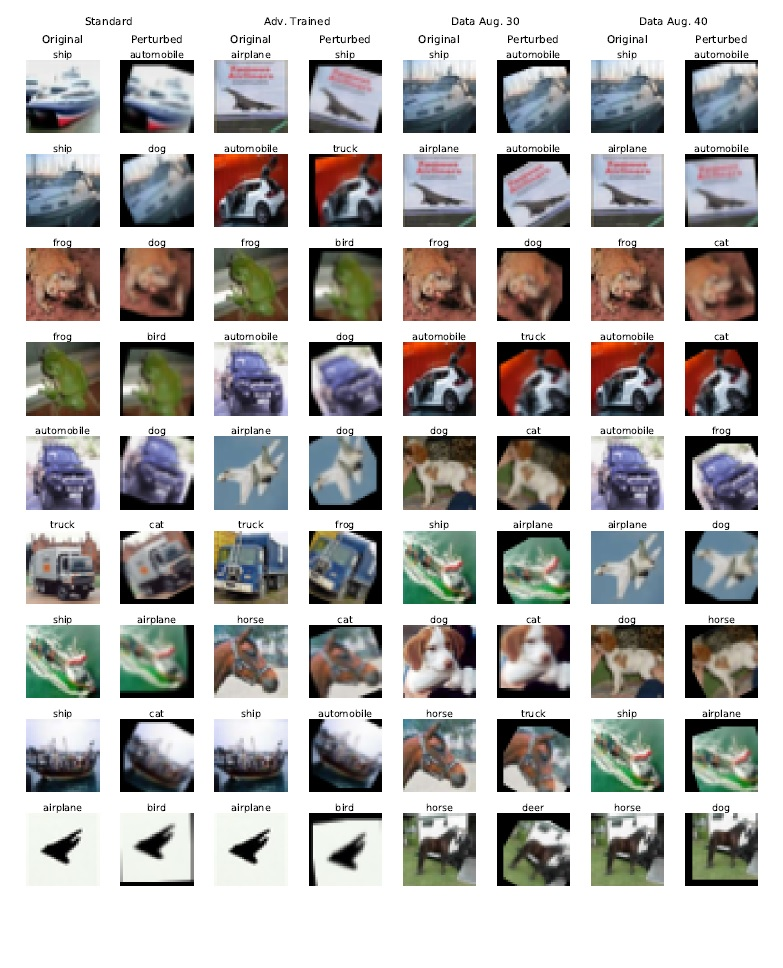 Standard Adv. Trained Data Aug. 30 Data Aug. 40
Original Perturbed Original Perturbed Original Perturbed Original Perturbed
ship automobile airplane ship ship automobile ship automobile
ship dog automobile truck airplane automobile airplane automobile
frog dog frog bird frog dog frog cat
frog bird automobile dog automobile truck automobile cat
automobile dog airplane dog dog cat automobile frog
truck cat truck frog ship airplane airplane dog
ship airplane horse cat dog cat dog horse
ship cat ship automobile horse truck ship airplane
airplane bird airplane bird horse deer horse dog